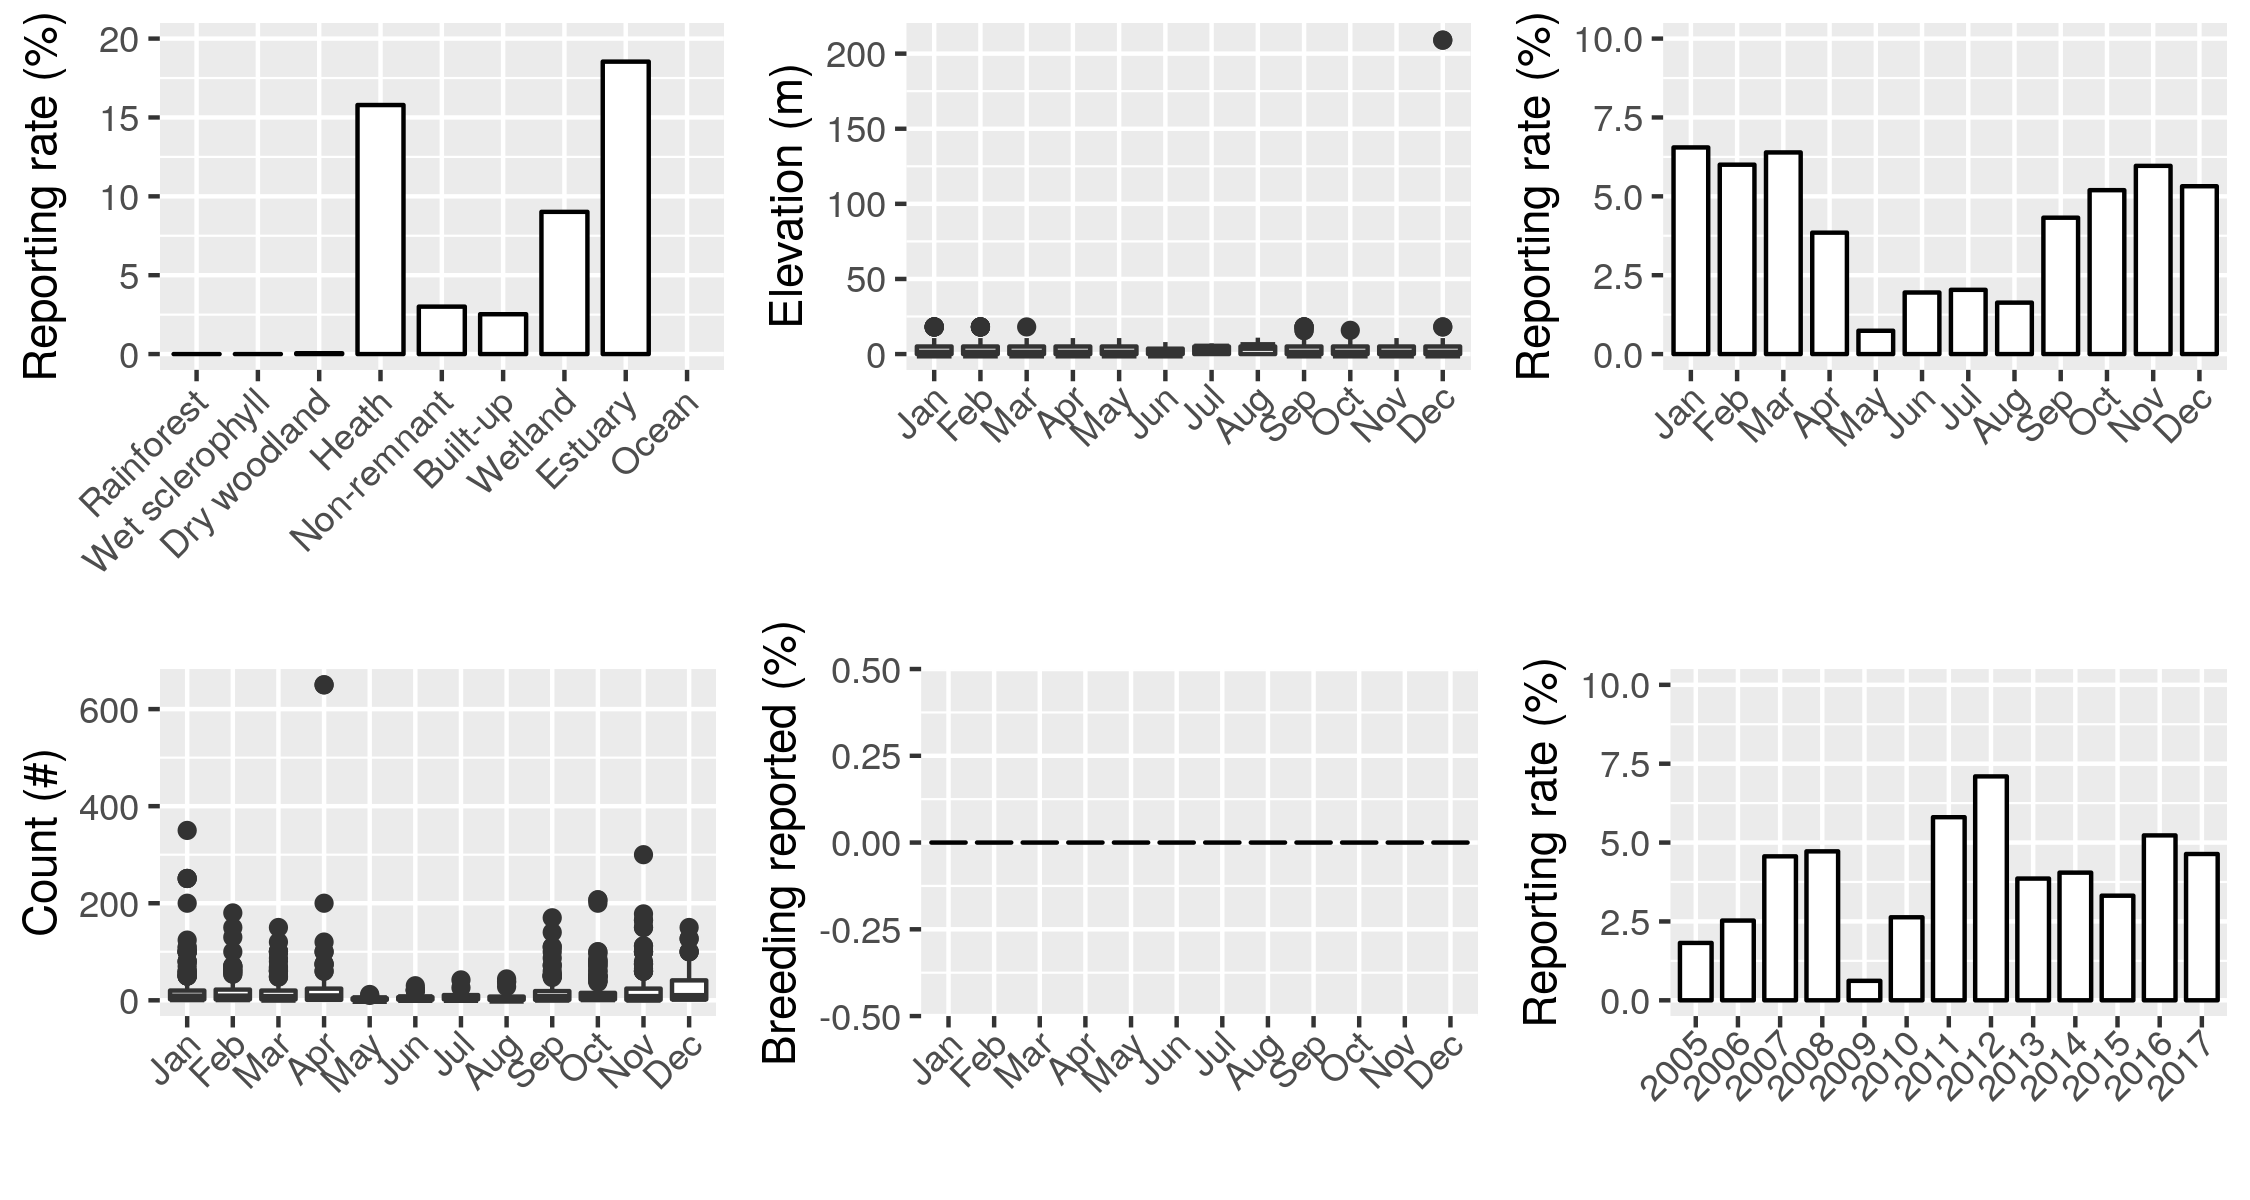 Reporting rate (%)
20
15
10
5
0
Rainforest
Wet sclerophyll
Dry woodland
Heath
Non-remnant
Built-up
Wetland
Estuary
Ocean
Elevation (m)
200
150
100
50
0
Jan
Feb
Mar
Apr
May
Jun
Jul
Aug
Sep
Oct
Nov
Dec
Reporting rate (%)
10.0
7.5
5.0
2.5
0.0
Jan
Feb
Mar
Apr
May
Jun
Jul
Aug
Sep
Oct
Nov
Dec
Count (#)
600
400
200
0
Jan
Feb
Mar
Apr
May
Jun
Jul
Aug
Sep
Oct
Nov
Dec
Breeding reported (%)
0.50
0.25
0.00
-0.25
-0.50
Jan
Feb
Mar
Apr
May
Jun
Jul
Aug
Sep
Oct
Nov
Dec
Reporting rate (%)
10.0
7.5
5.0
2.5
0.0
2005
2006
2007
2008
2009
2010
2011
2012
2013
2014
2015
2016
2017